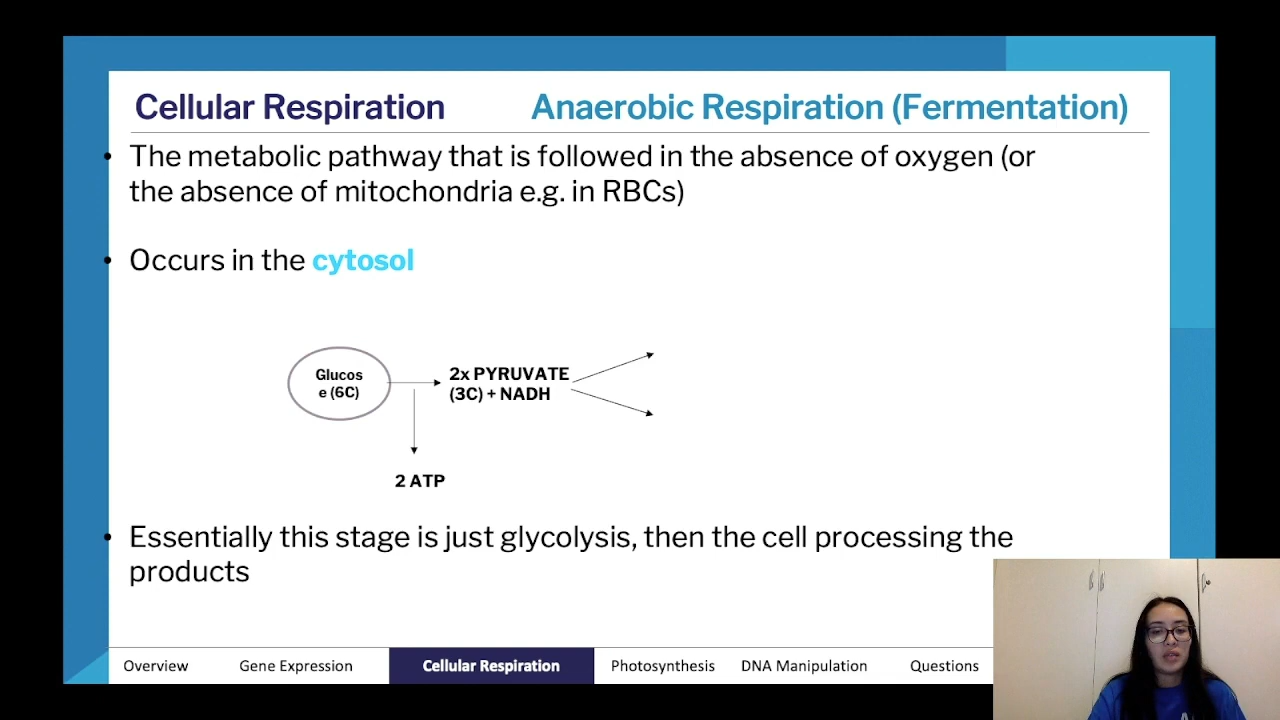 Cellular Respiration
Anaerobic Respiration (Fermentation)
• The metabolic pathway that is followed in the absence of oxygen (or
the absence of mitochondria e.g. in RBCs)
• Occurs in the cytosol
Glucos
e (6C)
2x PYRUVATE
(3C) + NADH
2 ATP
• Essentially this stage is just glycolysis, then the cell processing the
products
Overview
Gene Expression
Cellular Respiration
Photosynthesis
DNA Manipulation
Questions